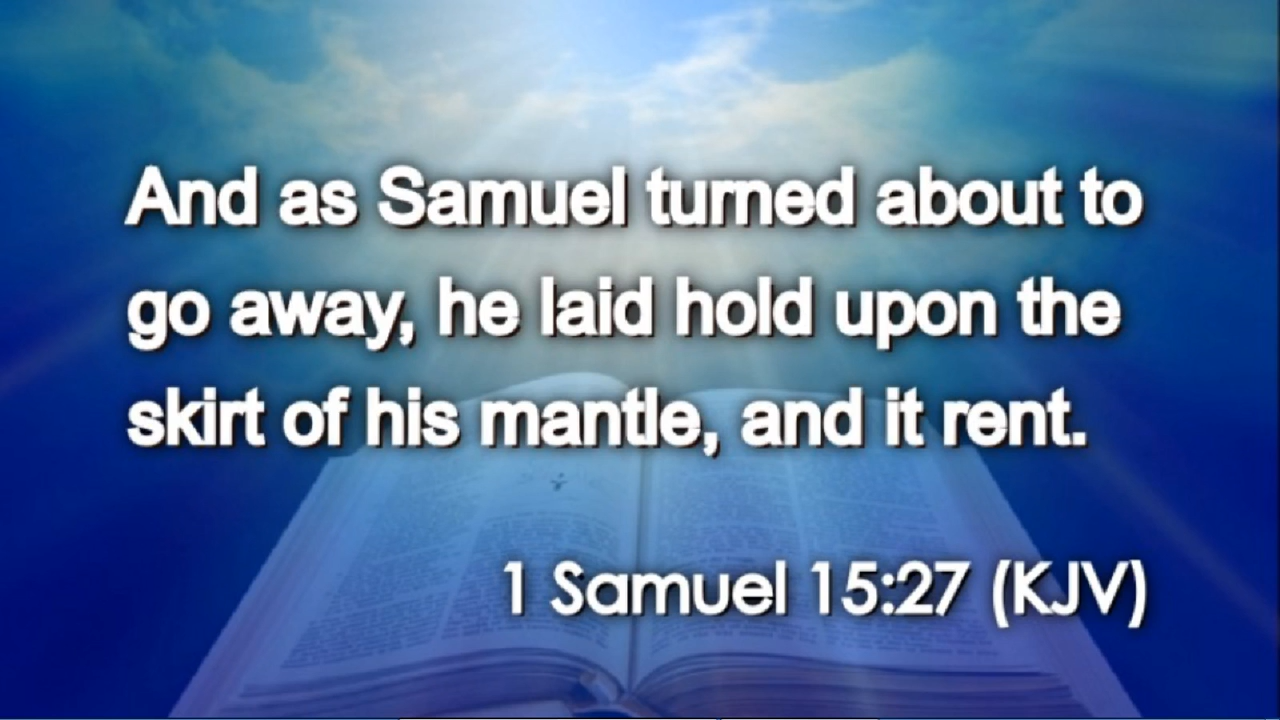 And as Samuel turned about to
go away, he laid hold upon the
skirt of his mantle, and it rent.
1 Samuel 15:27 (KJV)